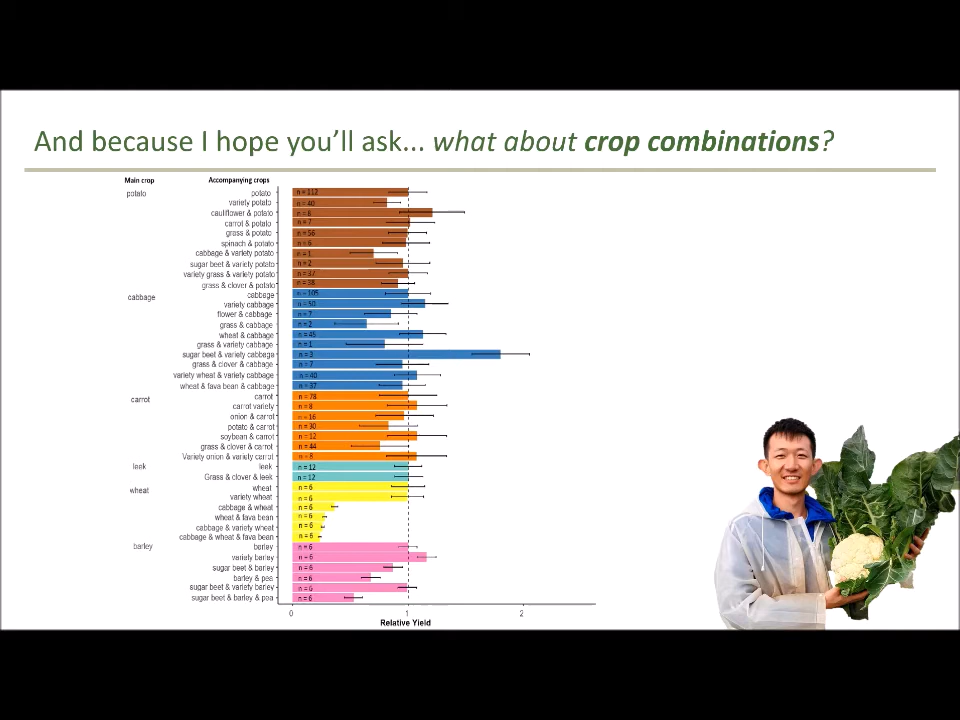 And because I hope you'll ask... what about crop combinations?
Main crop Accompanying crops
potato potato n = 112
variety potato n = 40
cauliflower & potato n = 6
carrot & potato n = 7
grass & potato n = 56
spinach & potato n = 6
cabbage & variety potato n = 1
sugar beet & variety potato n = 2
variety grass & variety potato n = 37
grass & clover & potato n = 38
cabbage cabbage n = 105
variety cabbage n = 50
flower & cabbage n = 7
grass & cabbage n = 2
wheat & cabbage n = 45
grass & variety cabbage n = 1
sugar beet & variety cabbage n = 3
grass & clover & cabbage n = 7
variety wheat & variety cabbage n = 40
wheat & fava bean & cabbage n = 37
carrot carrot n = 78
carrot variety n = 8
onion & carrot n = 16
potato & carrot n = 30
soybean & carrot n = 12
grass & clover & carrot n = 44
Variety onion & variety carrot n = 8
leek leek n = 12
Grass & clover & leek n = 12
wheat wheat n = 6
variety wheat n = 6
cabbage & wheat n = 6
wheat & fava bean n = 6
cabbage & variety wheat n = 6
cabbage & wheat & fava bean n = 6
barley barley n = 6
variety barley n = 6
sugar beet & barley n = 6
barley & pea n = 6
sugar beet & variety barley n = 6
sugar beet & barley & pea n = 6
0 1 2
Relative Yield